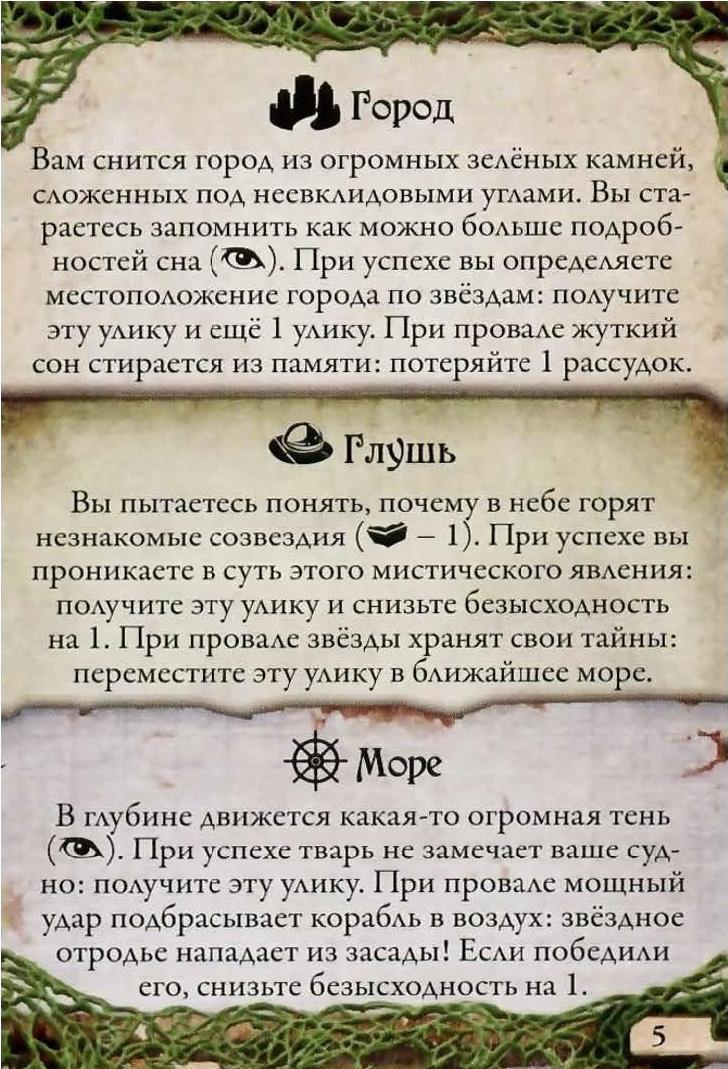 Город
Вам снится город из огромных зелёных камней,
сложенных под неевклидовыми углами. Вы ста-
раетесь запомнить как можно больше подроб-
ностей сна (). При успехе вы определяете
местоположение города по звёздам: получите
эту улику и ещё 1 улику. При провале жуткий
сон стирается из памяти: потеряйте 1 рассудок.
Глушь
Вы пытаетесь понять, почему в небе горят
незнакомые созвездия ( – 1). При успехе вы
проникаете в суть этого мистического явления:
получите эту улику и снизьте безысходность
на 1. При провале звёзды хранят свои тайны:
переместите эту улику в ближайшее море.
Море
В глубине движется какая-то огромная тень
(). При успехе тварь не замечает ваше суд-
но: получите эту улику. При провале мощный
удар подбрасывает корабль в воздух: звёздное
отродье нападает из засады! Если победили
его, снизьте безысходность на 1.
5